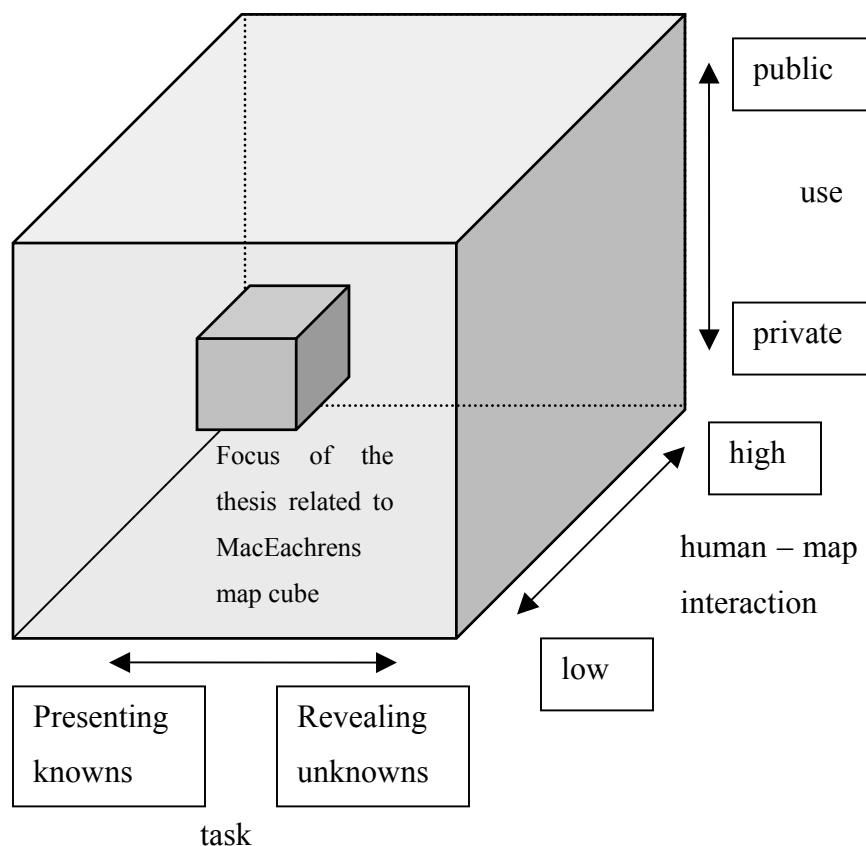 public
use
private
Focus of the
thesis related to
MacEachrens
map cube
high
human – map
interaction
low
Presenting
knowns
Revealing
unknowns
task